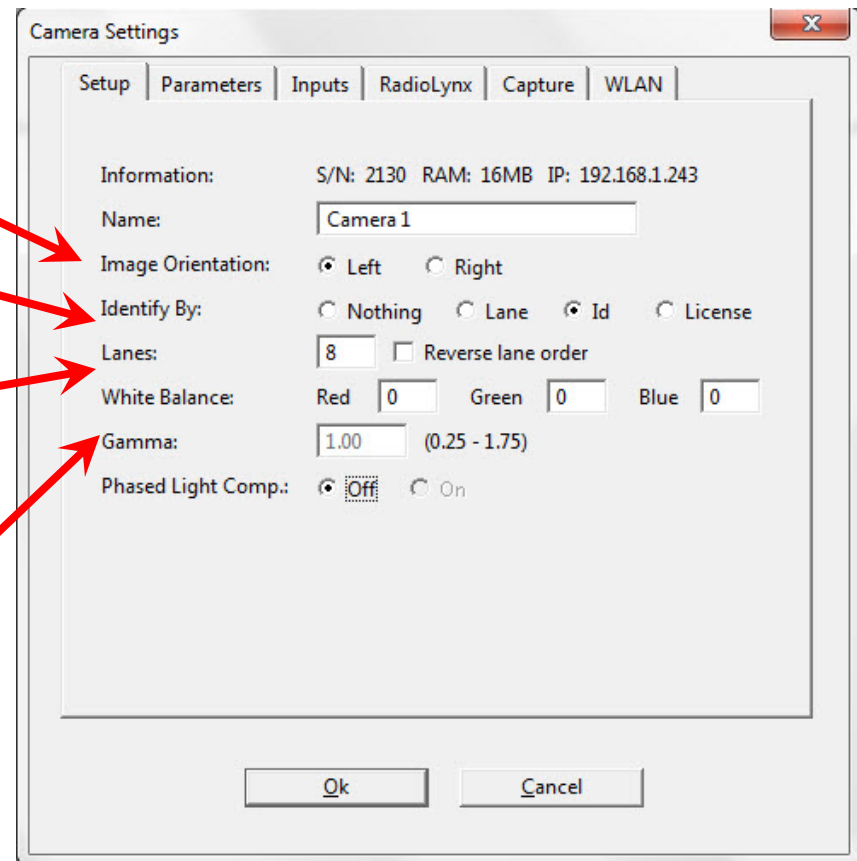 Camera Settings
Setup Parameters Inputs RadioLynx Capture WLAN
Information: S/N: 2130 RAM: 16MB IP: 192.168.1.243
Name: Camera 1
Image Orientation: Left Right
Identify By: Nothing Lane Id License
Lanes: 8 Reverse lane order
White Balance: Red 0 Green 0 Blue 0
Gamma: 1.00 (0.25 - 1.75)
Phased Light Comp.: Off On
Ok Cancel